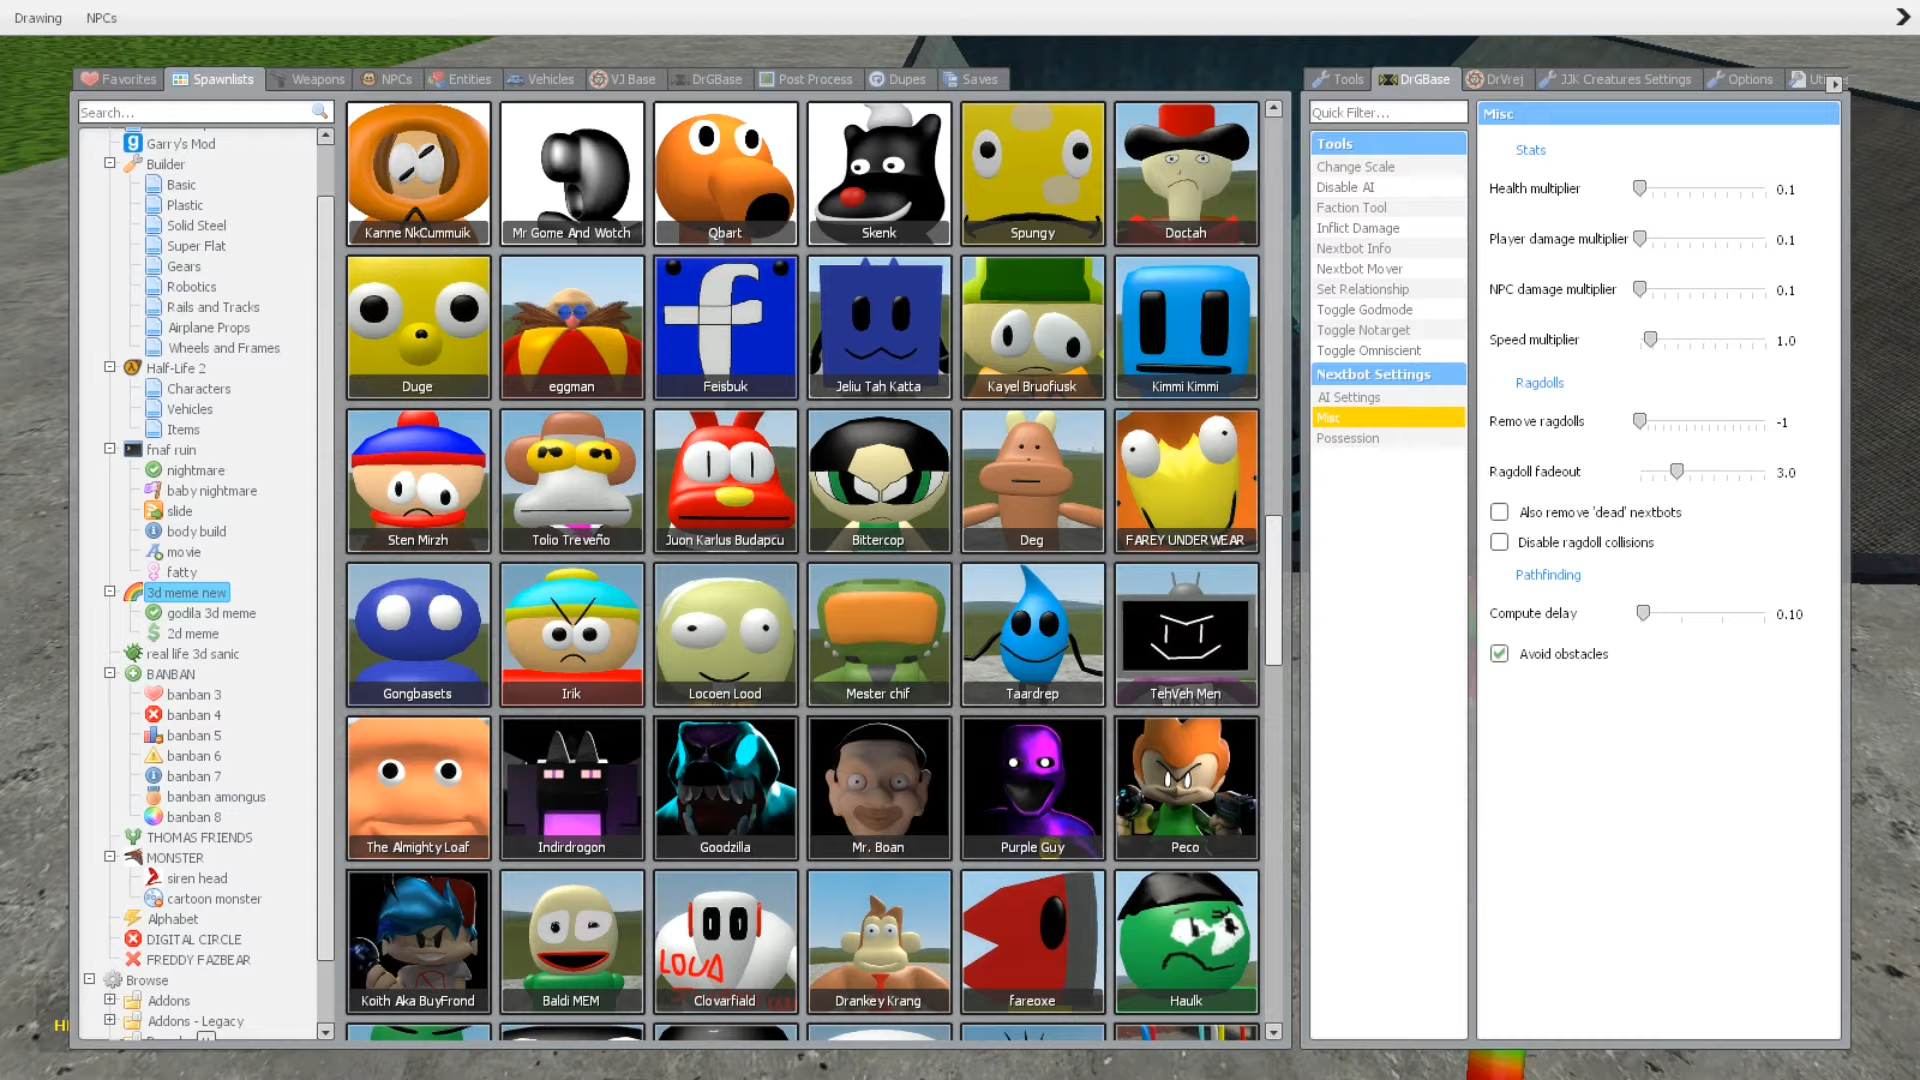 Drawing NPCs
Favorites Spawnlists Weapons NPCs Entities Vehicles VJ Base DrGBase Post Process Dupes Saves
Search...
Garry's Mod
Builder
Basic
Plastic
Solid Steel
Super Flat
Gears
Robotics
Rails and Tracks
Airplane Props
Wheels and Frames
Half-Life 2
Characters
Vehicles
Items
fnaf ruin
nightmare
baby nightmare
slide
body build
movie
fatty
3d meme new
godila 3d meme
2d meme
real life 3d sanic
BANBAN
banban 3
banban 4
banban 5
banban 6
banban 7
banban amongus
banban 8
THOMAS FRIENDS
MONSTER
siren head
cartoon monster
Alphabet
DIGITAL CIRCLE
FREDDY FAZBEAR
Browse
Addons
Addons - Legacy
Kanne NkCummuik Mr Gome And Wotch Qbart Skenk Spungy Doctah
Duge eggman Feisbuk Jeliu Tah Katta Kayel Bruofiusk Kimmi Kimmi
Sten Mirzh Tolio Treveño Juon Karlus Budapcu Bittercop Deg FAREY UNDERWEAR
Gongbasets Irik Locoen Lood Mester chif Taardrep TehVeh Men
The Almighty Loaf Indirdrogon Goodzilla Mr. Boan Purple Guy Peco
LOUD
Koith Aka BuyFrond Baldi MEM Clovarfiald Drankey Krang fareoxe Haulk
Tools DrGBase DrVrej JJK Creatures Settings Options
Quick Filter...
Tools
Change Scale
Disable AI
Faction Tool
Inflict Damage
Nextbot Info
Nextbot Mover
Set Relationship
Toggle Godmode
Toggle Notarget
Toggle Omniscient
Nextbot Settings
AI Settings
Misc
Possession
Misc
Stats
Health multiplier 0.1
Player damage multiplier 0.1
NPC damage multiplier 0.1
Speed multiplier 1.0
Ragdolls
Remove ragdolls -1
Ragdoll fadeout 3.0
Also remove 'dead' nextbots
Disable ragdoll collisions
Pathfinding
Compute delay 0.10
Avoid obstacles